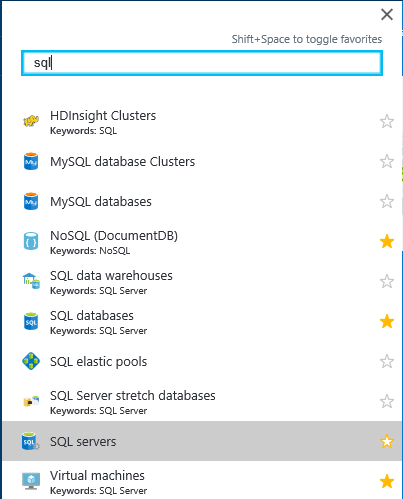 Shift+Space to toggle favorites
sql
HDInsight Clusters
Keywords: SQL
MySQL database Clusters
MySQL databases
NoSQL (DocumentDB)
Keywords: NoSQL
SQL data warehouses
Keywords: SQL Server
SQL databases
Keywords: SQL Server
SQL elastic pools
SQL Server stretch databases
Keywords: SQL Server
SQL servers
Virtual machines
Keywords: SQL Server